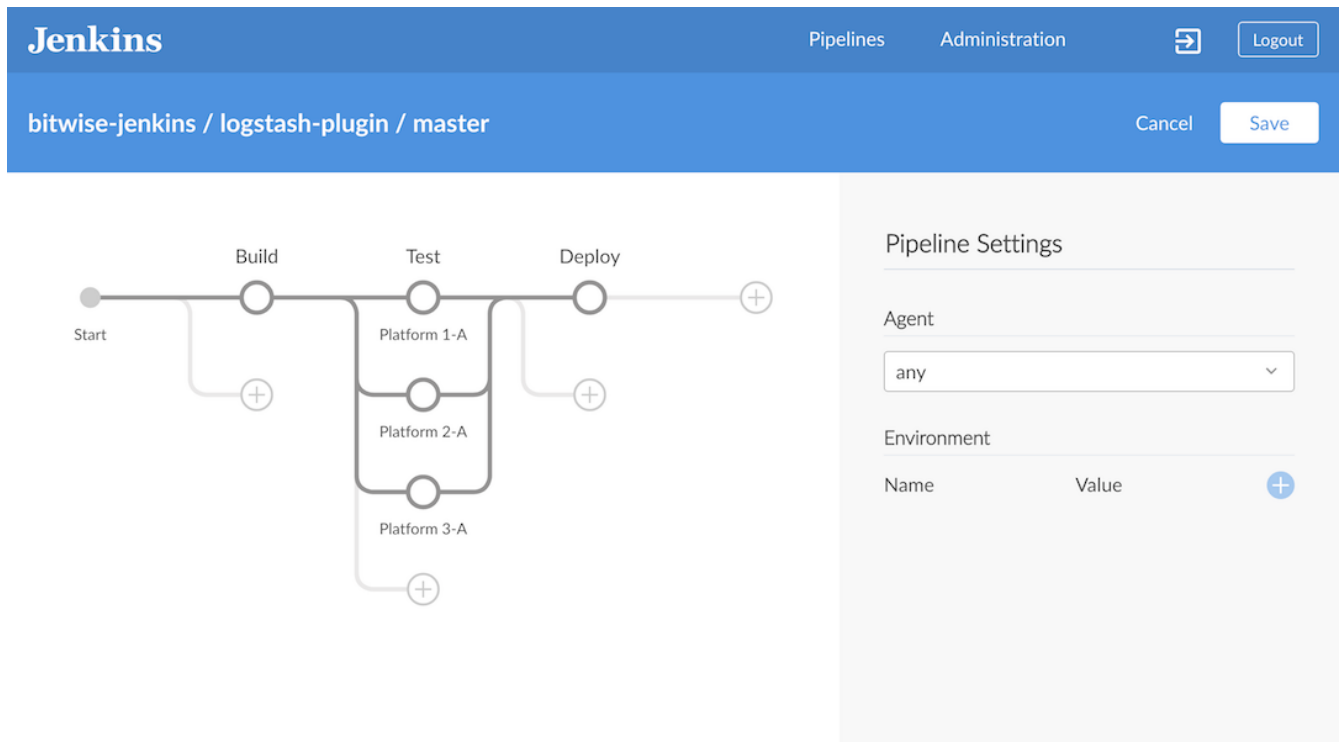 Jenkins
Pipelines Administration Logout
bitwise-jenkins / logstash-plugin / master
Cancel Save
Build Test Deploy
Start
Platform 1-A
Platform 2-A
Platform 3-A
Pipeline Settings
Agent
any
Environment
Name Value